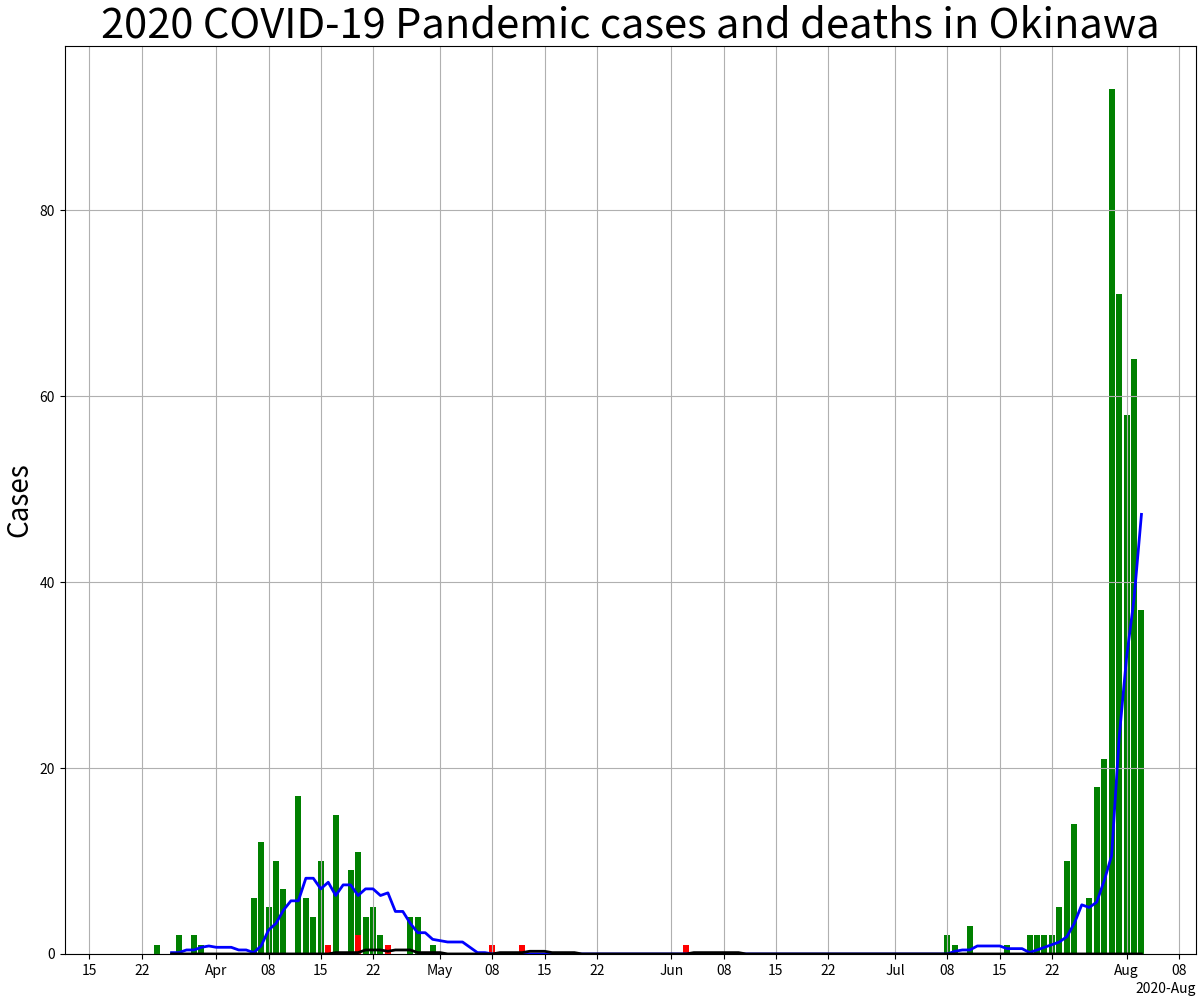 2020 COVID-19 Pandemic cases and deaths in Okinawa
Cases
80
60
40
20
0
15 22 Apr 08 15 22 May 08 15 22 Jun 08 15 22 Jul 08 15 22 Aug 08
2020-Aug